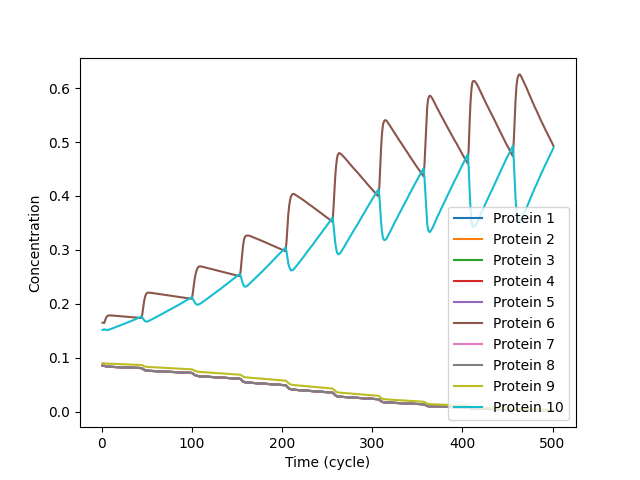 0.6
0.5
0.4
0.3
0.2
0.1
0.0
Concentration
0
100
200
300
400
500
Time (cycle)
Protein 1
Protein 2
Protein 3
Protein 4
Protein 5
Protein 6
Protein 7
Protein 8
Protein 9
Protein 10